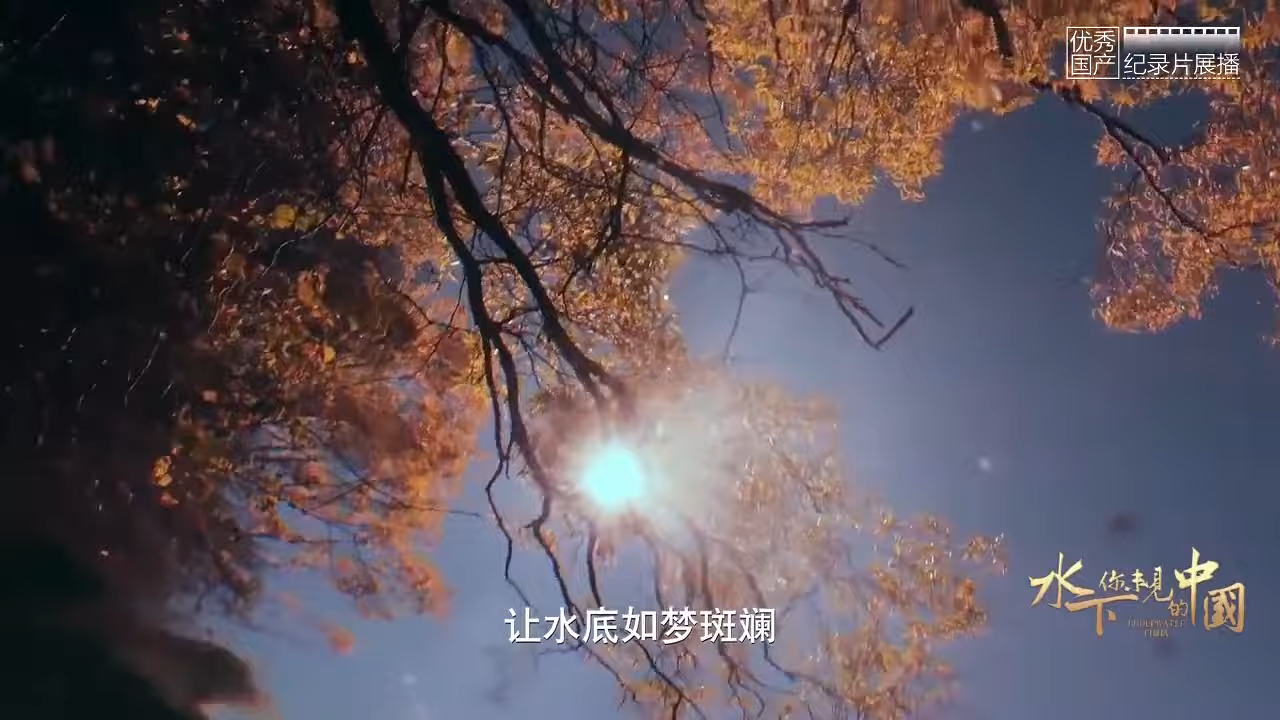 优秀
国产
纪录片展播
让水底如梦斑斓
水下
你未见的
中國